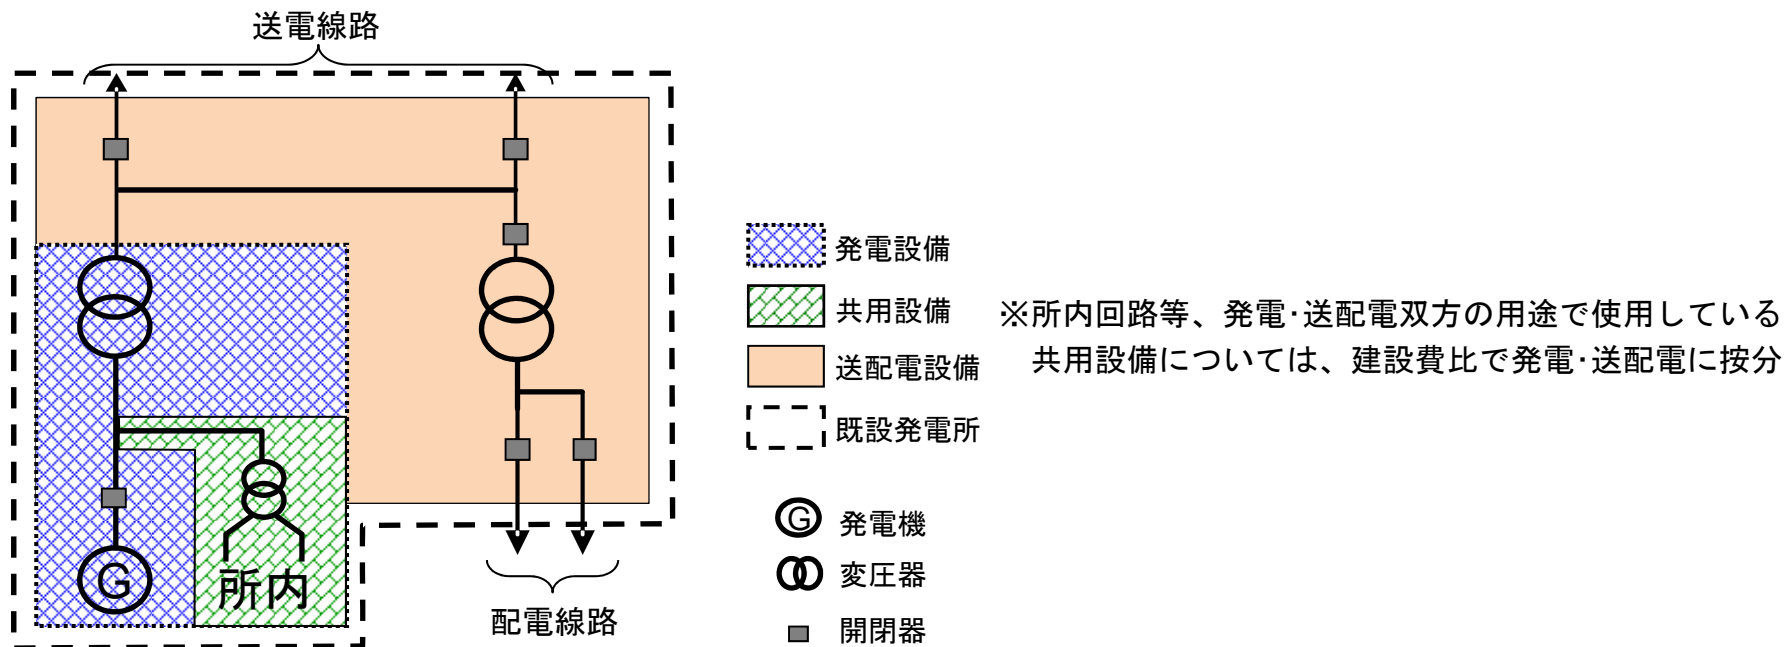 送電線路
発電設備
共用設備
※所内回路等、発電･送配電双方の用途で使用している
共用設備については、建設費比で発電･送配電に按分
送配電設備
既設発電所
G
所内
配電線路
G
発電機
変圧器
開閉器